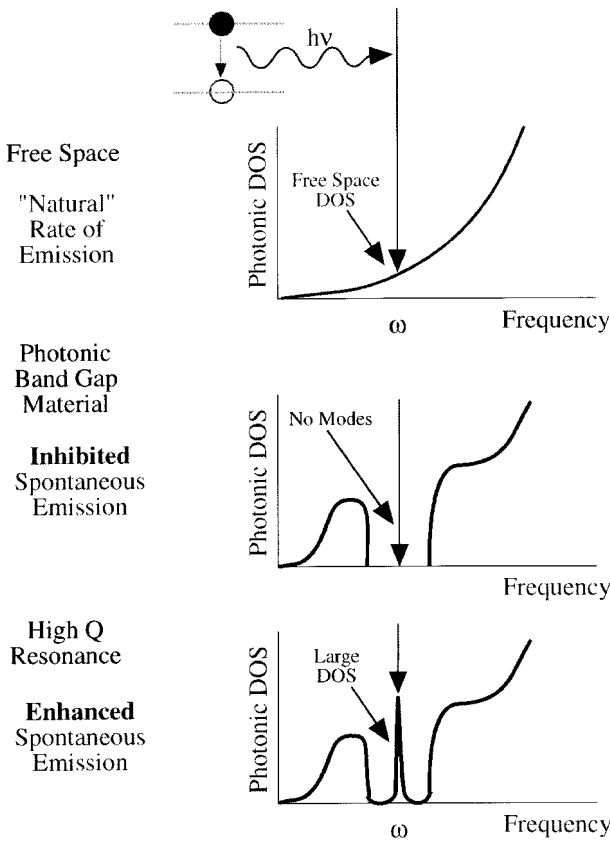 hν
Free Space
"Natural"
Rate of
Emission
Photonic DOS
Free Space
DOS
ω
Frequency
Photonic
Band Gap
Material
Inhibited
Spontaneous
Emission
Photonic DOS
No Modes
Frequency
High Q
Resonance
Enhanced
Spontaneous
Emission
Photonic DOS
Large
DOS
ω
Frequency